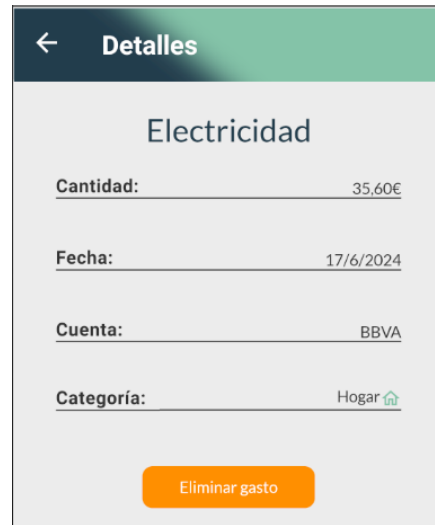 Detalles
Electricidad
Cantidad: 35,60€
Fecha: 17/6/2024
Cuenta: BBVA
Categoría: Hogar
Eliminar gasto